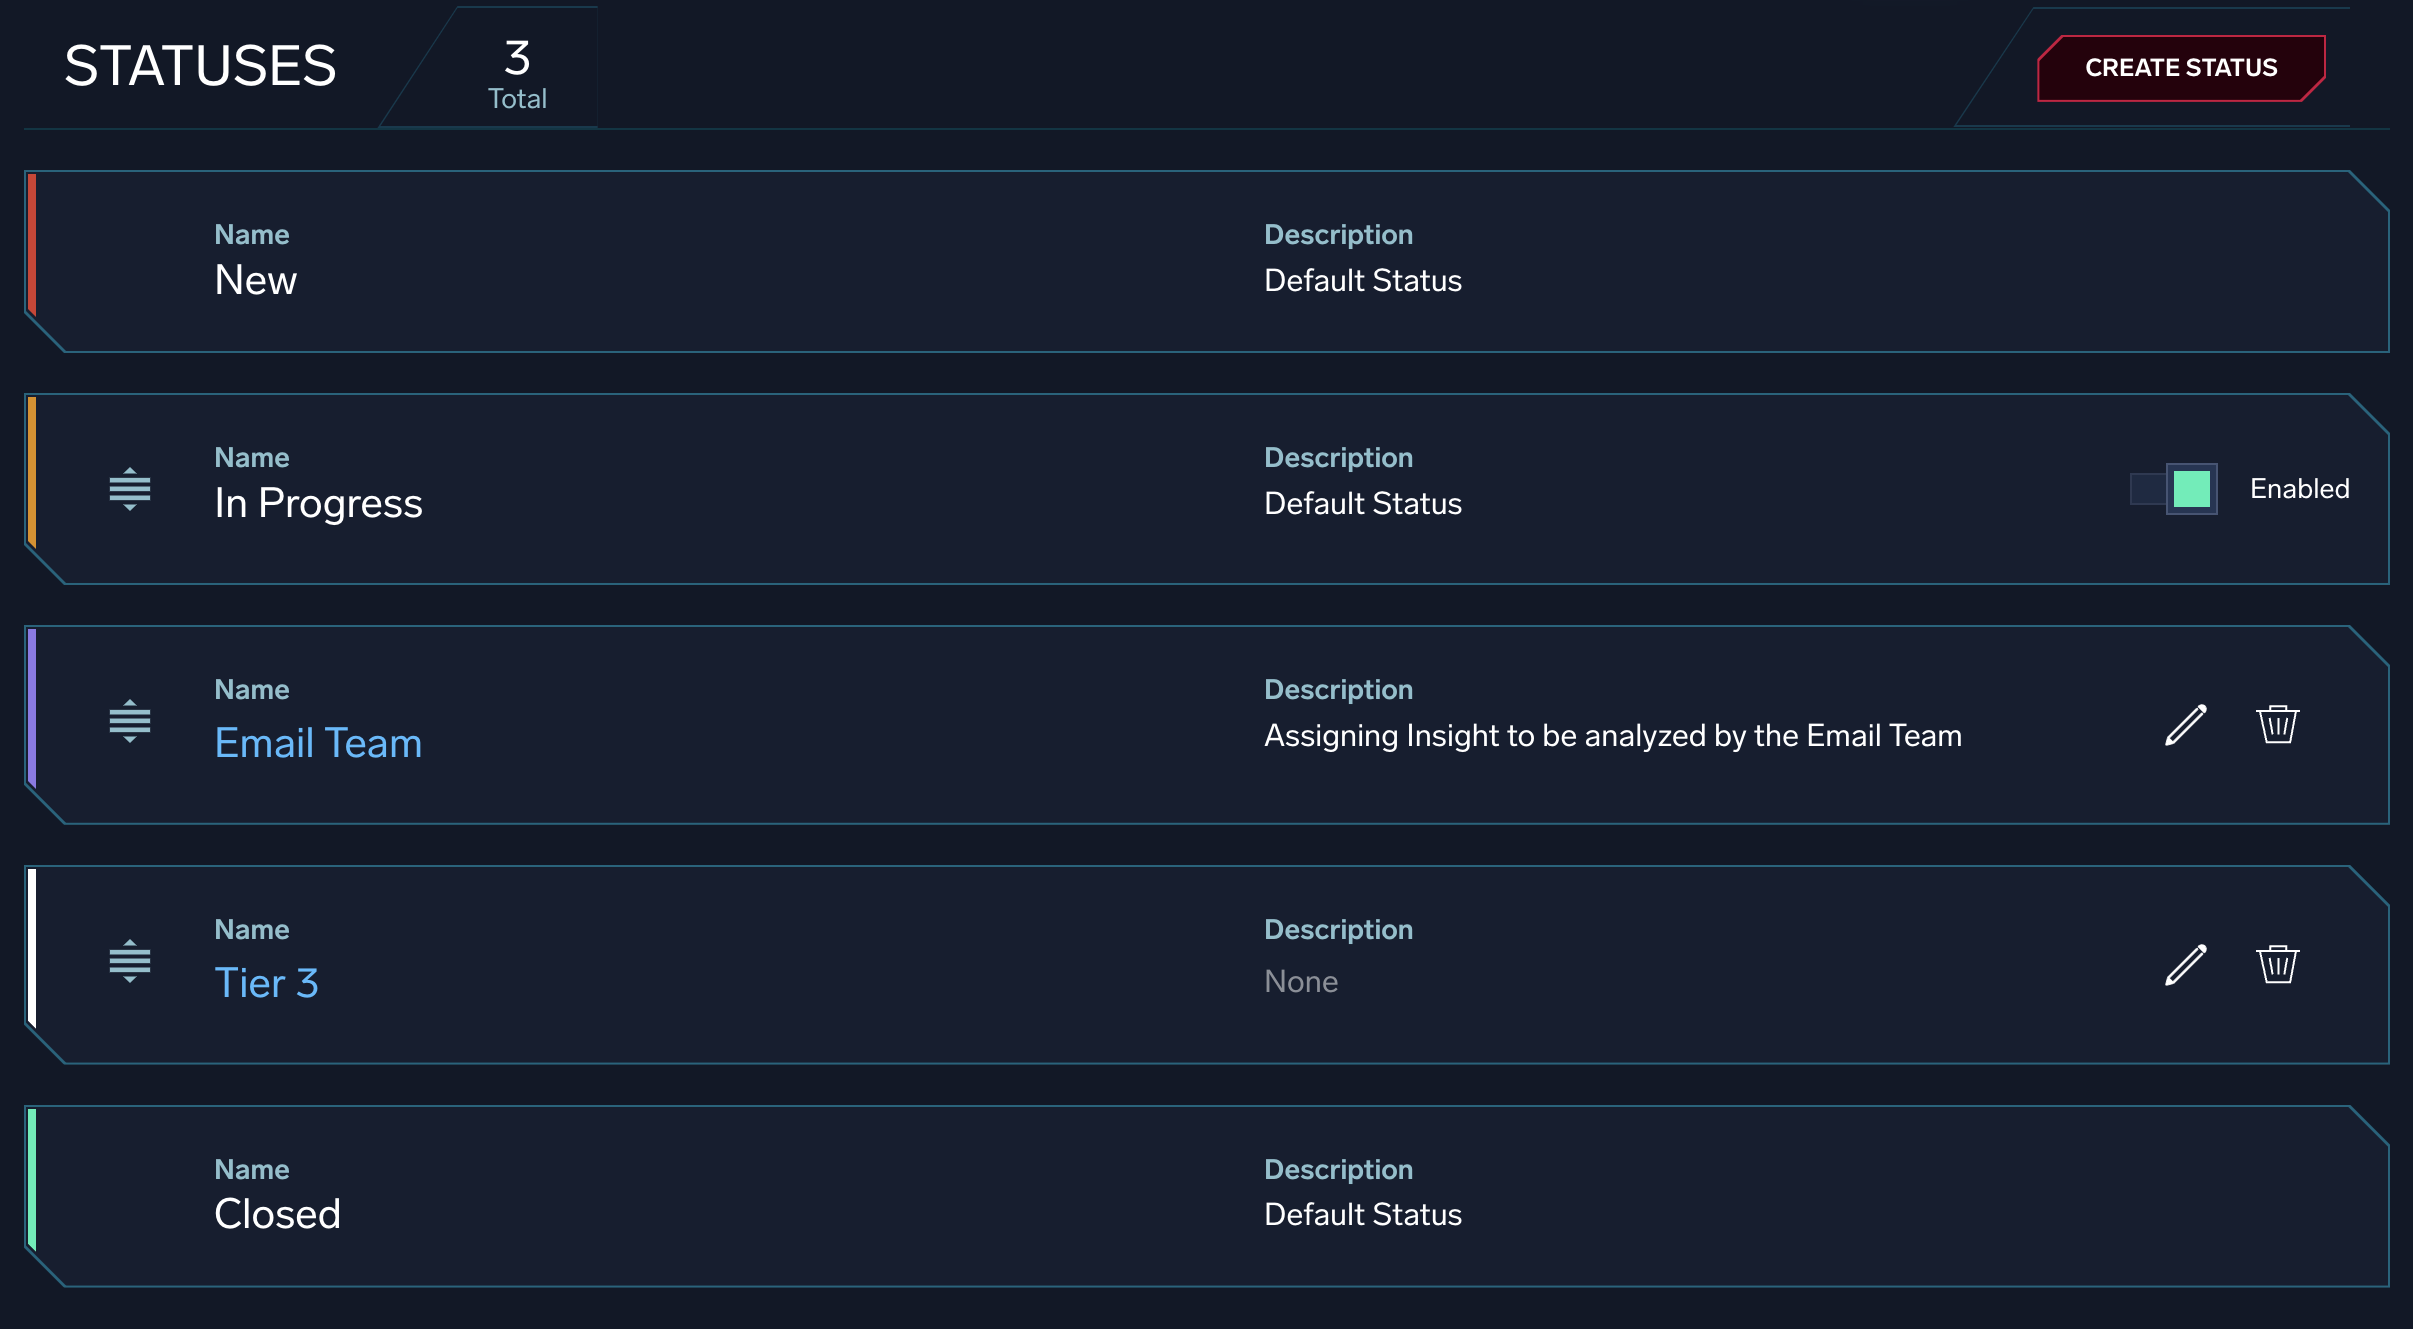 STATUSES
3
Total
CREATE STATUS
Name
New
Description
Default Status
Name
In Progress
Description
Default Status
Enabled
Name
Email Team
Description
Assigning Insight to be analyzed by the Email Team
Name
Tier 3
Description
None
Name
Closed
Description
Default Status